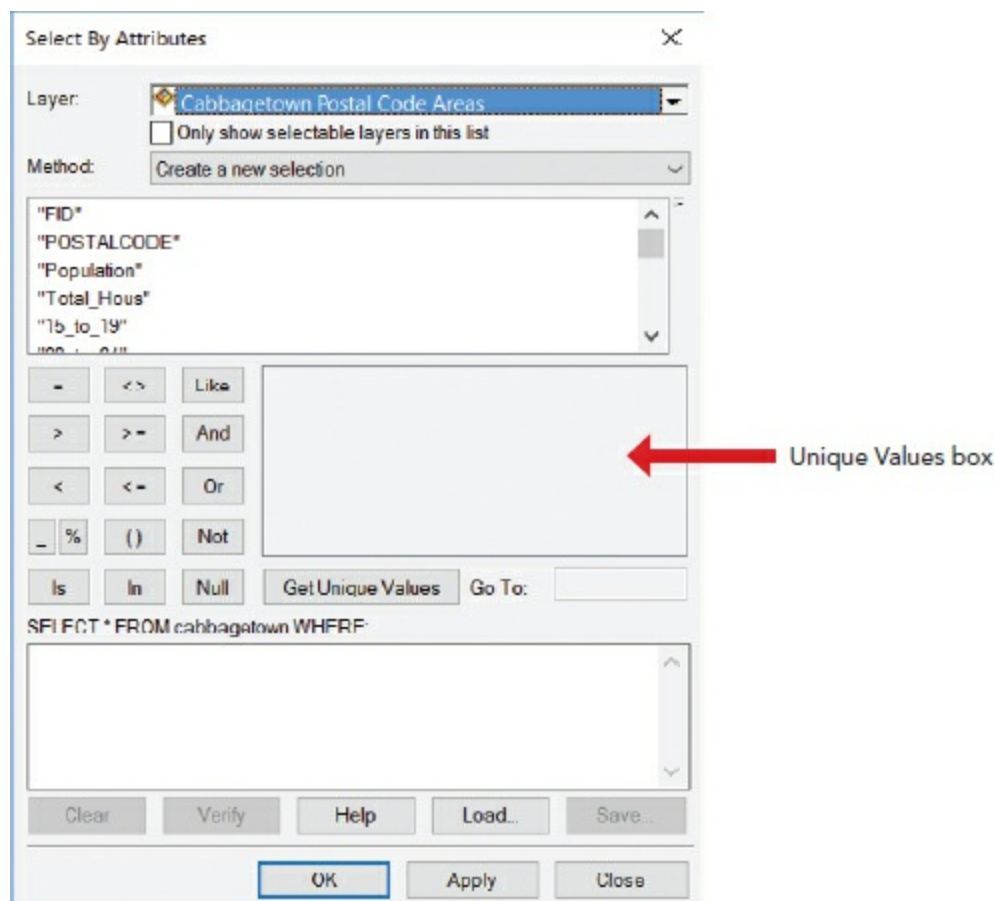 Select By Attributes
Layer: Cabbagetown Postal Code Areas
Only show selectable layers in this list
Method: Create a new selection
"FID"
"POSTALCODE"
"Population"
"Total_Hous"
"15_to_19"
= <> Like
> >= And
< <= Or
_ % () Not
Is In Null Get Unique Values Go To:
Unique Values box
SELECT * FROM cabbagetown WHERE:
Clear Verify Help Load... Save...
OK Apply Close